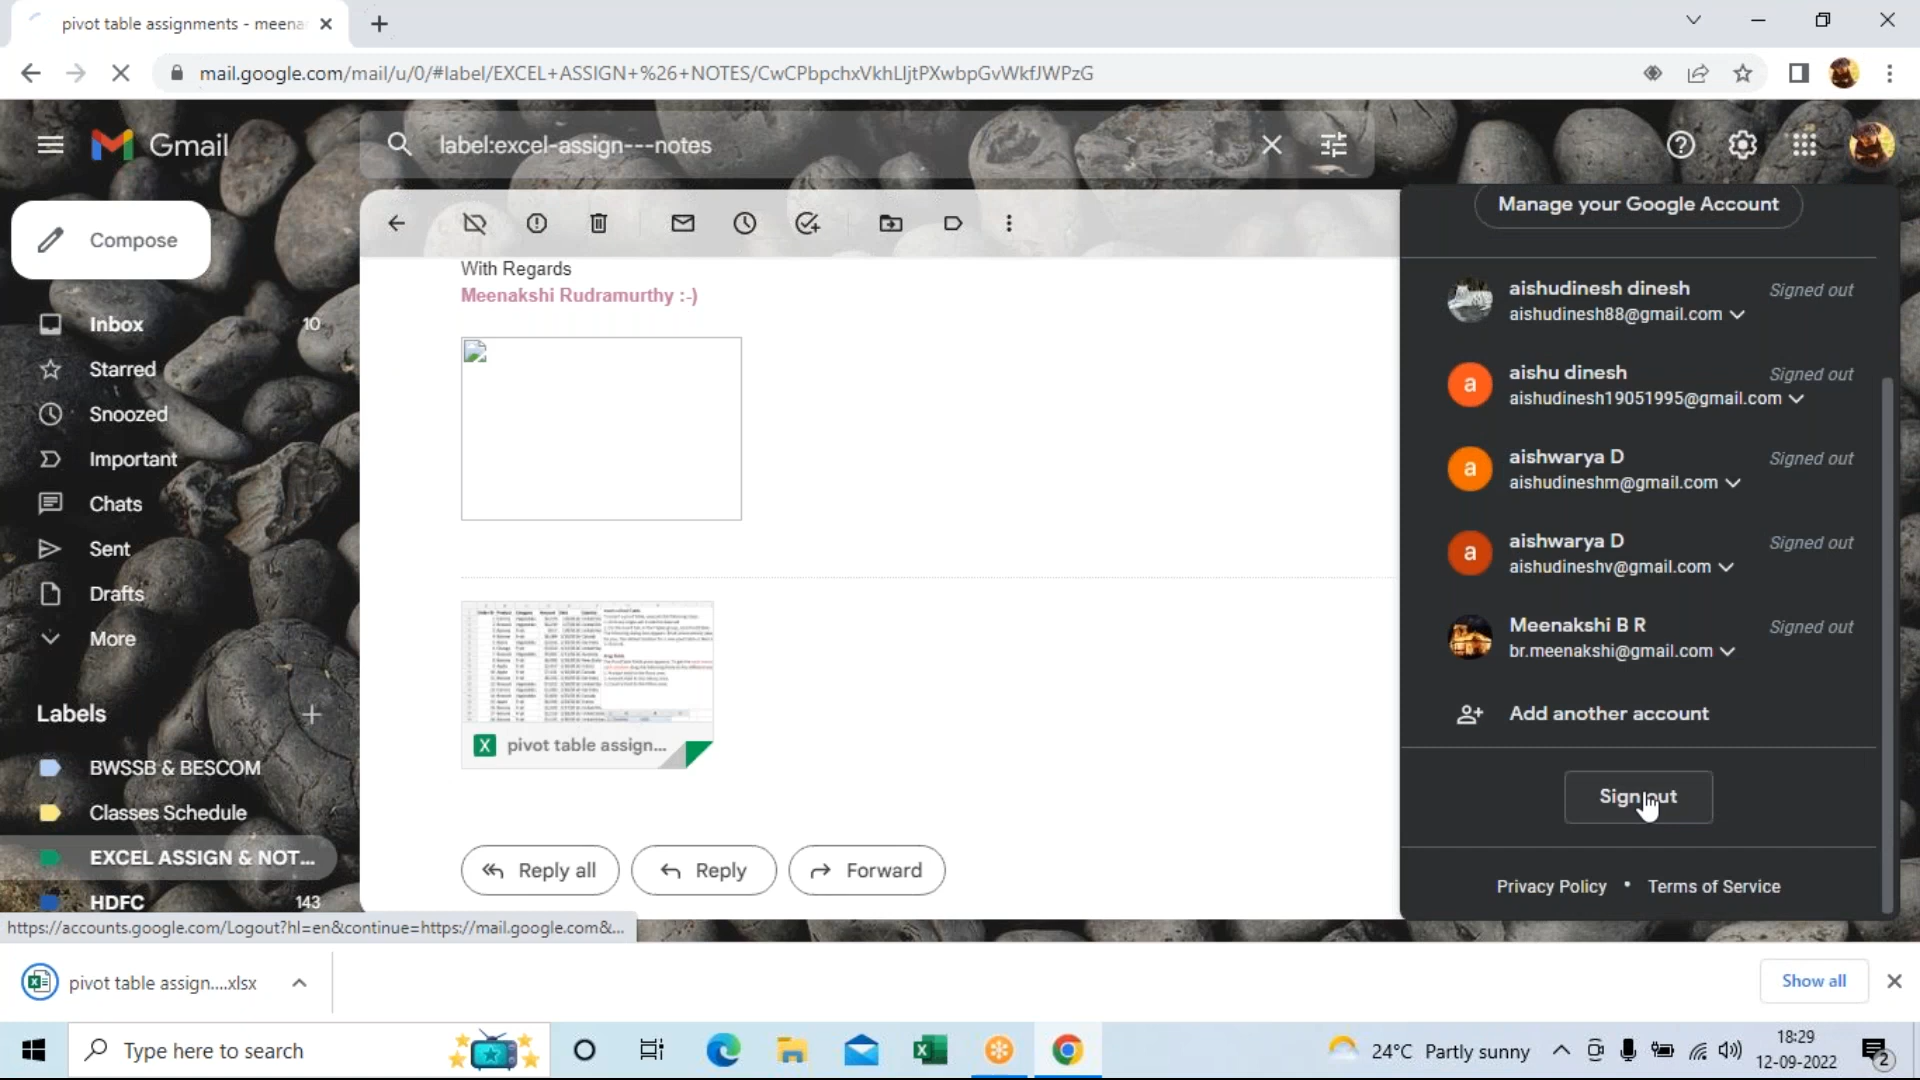 pivot table assignments - meena
mail.google.com/mail/u/0/#label/EXCEL+ASSIGN+%26+NOTES/CwCPbpchxVkhLljtPXwbpGvWkfJWPzG
Gmail
label:excel-assign---notes
Compose
Inbox 10
Starred
Snoozed
Important
Chats
Sent
Drafts
More
Labels
BWSSB & BESCOM
Classes Schedule
EXCEL ASSIGN & NOT...
HDFC 143
With Regards
Meenakshi Rudramurthy :-)
X pivot table assign...
Reply all
Reply
Forward
Manage your Google Account
aishudinesh dinesh Signed out
aishudinesh88@gmail.com
a aishu dinesh Signed out
aishudinesh19051995@gmail.com
a aishwarya D Signed out
aishudineshm@gmail.com
a aishwarya D Signed out
aishudineshv@gmail.com
Meenakshi B R Signed out
br.meenakshi@gmail.com
Add another account
Sign out
Privacy Policy • Terms of Service
https://accounts.google.com/Logout?hl=en&continue=https://mail.google.com&...
pivot table assign....xlsx
Show all
Type here to search
24°C Partly sunny
18:29
12-09-2022
2